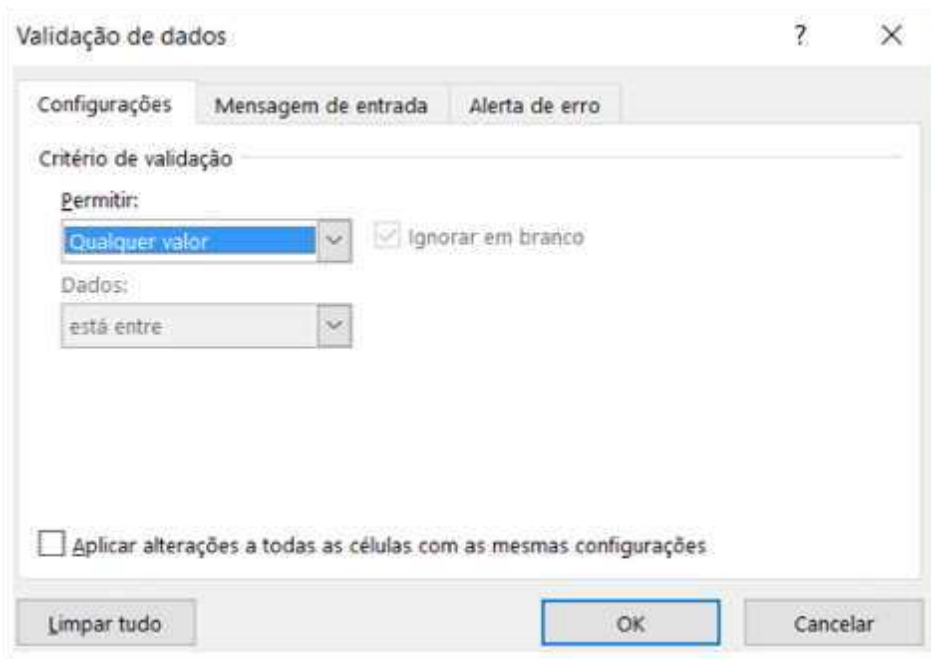 Validação de dados ?
Configurações Mensagem de entrada Alerta de erro
Critério de validação
Permitir:
Qualquer valor Ignorar em branco
Dados:
está entre
Aplicar alterações a todas as células com as mesmas configurações
Limpar tudo OK Cancelar